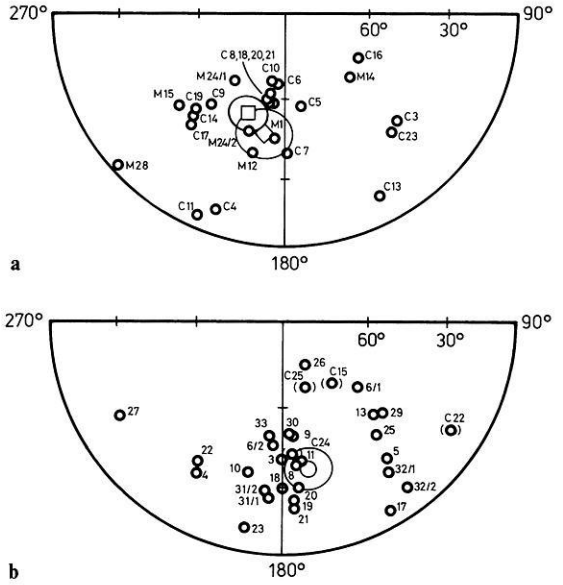 270° 60° 30° 90°
C16
C 8,18,20,21
C10
M14
M24/1 C6
M15 C19 C9 C5
C14 M1 C3
C17 C23
M24/2
M12 C7
M28
C13
C11 C4
a 180°
270° 60° 30° 90°
26
C25 C15
( ) ( ) 6/1
27 13 29
33 30 9 C22
( )
6/2 C24 25
22 3 11 5
4 10 8 32/1
18
31/2 20 32/2
31/1 19 17
23 21
b 180°